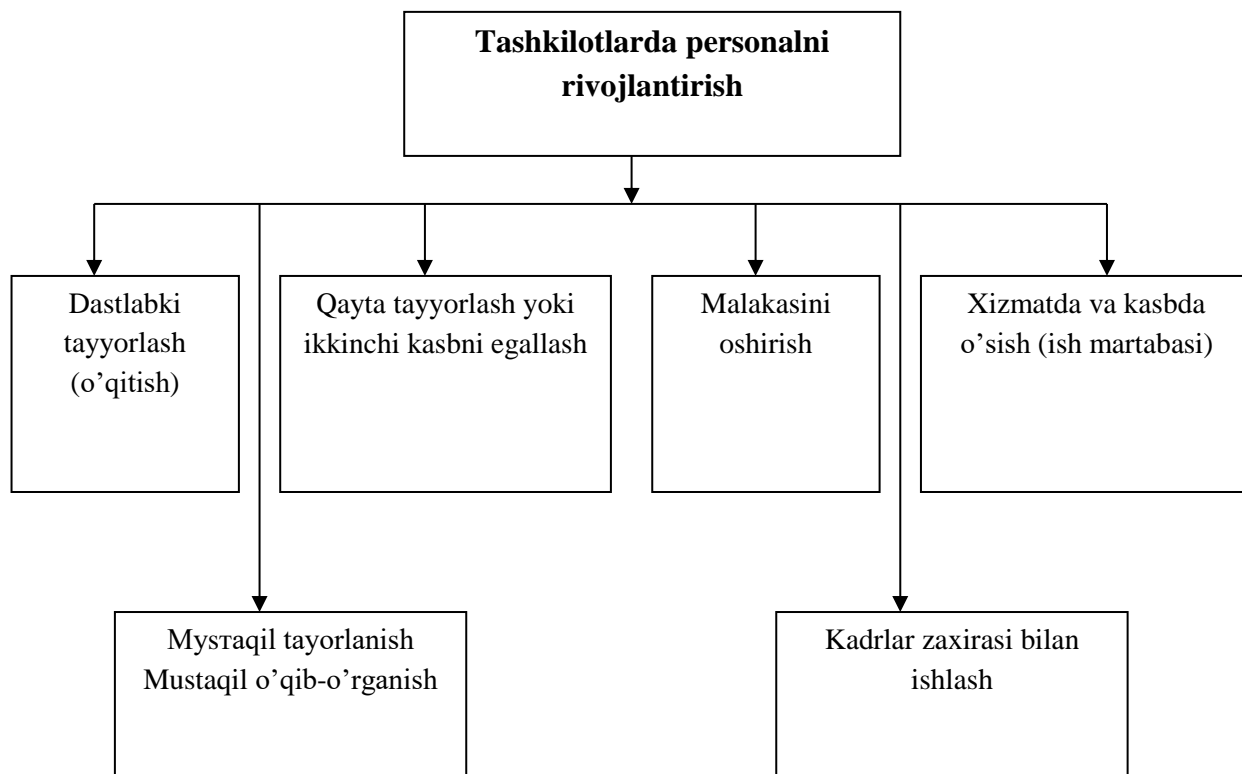 Tashkilotlarda personalni
rivojlantirish
Dastlabki
tayyorlash
(o’qitish)
Qayta tayyorlash yoki
ikkinchi kasbni egallash
Malakasini
oshirish
Xizmatda va kasbda
o’sish (ish martabasi)
Mysтaqil tayorlanish
Mustaqil o’qib-o’rganish
Kadrlar zaxirasi bilan
ishlash